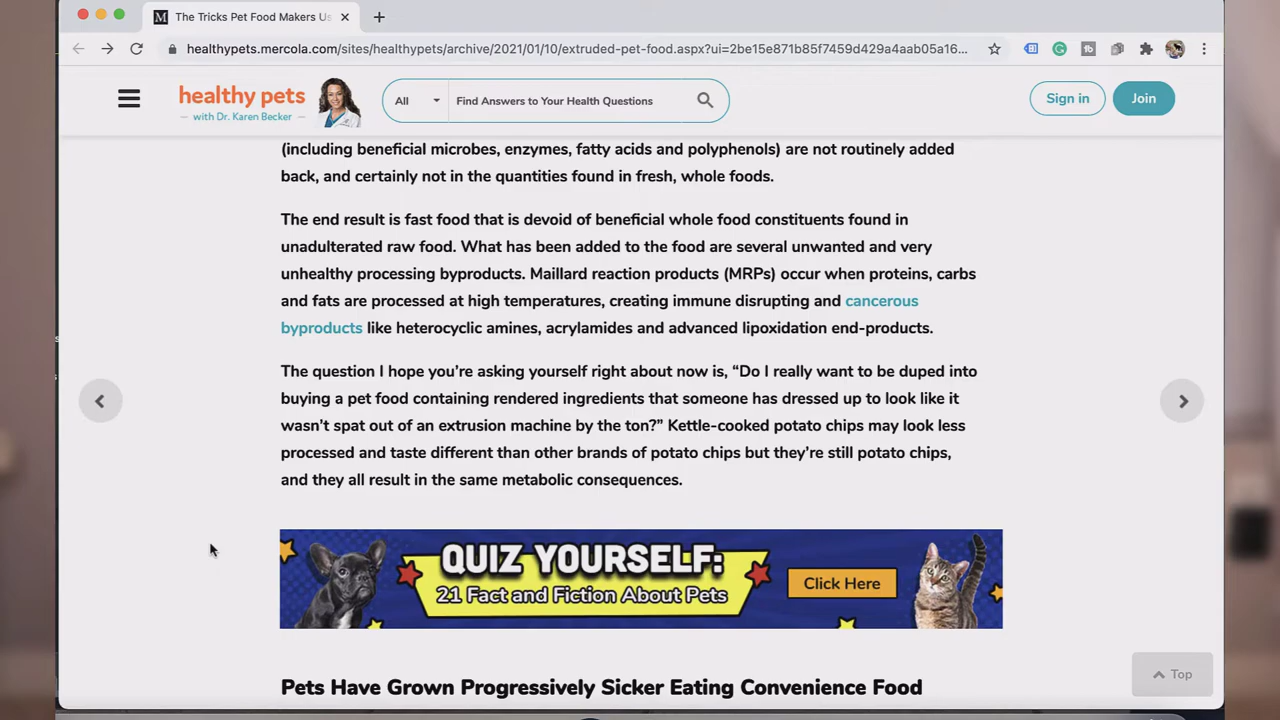 The Tricks Pet Food Makers Us
healthypets.mercola.com/sites/healthypets/archive/2021/01/10/extruded-pet-food.aspx?ui=2be15e871b85f7459d429a4aab05a16...
healthy pets
with Dr. Karen Becker
All
Find Answers to Your Health Questions
Sign in
Join
(including beneficial microbes, enzymes, fatty acids and polyphenols) are not routinely added
back, and certainly not in the quantities found in fresh, whole foods.
The end result is fast food that is devoid of beneficial whole food constituents found in
unadulterated raw food. What has been added to the food are several unwanted and very
unhealthy processing byproducts. Maillard reaction products (MRPs) occur when proteins, carbs
and fats are processed at high temperatures, creating immune disrupting and cancerous
byproducts like heterocyclic amines, acrylamides and advanced lipoxidation end-products.
The question I hope you’re asking yourself right about now is, “Do I really want to be duped into
buying a pet food containing rendered ingredients that someone has dressed up to look like it
wasn’t spat out of an extrusion machine by the ton?” Kettle-cooked potato chips may look less
processed and taste different than other brands of potato chips but they’re still potato chips,
and they all result in the same metabolic consequences.
QUIZ YOURSELF:
21 Fact and Fiction About Pets
Click Here
Top
Pets Have Grown Progressively Sicker Eating Convenience Food